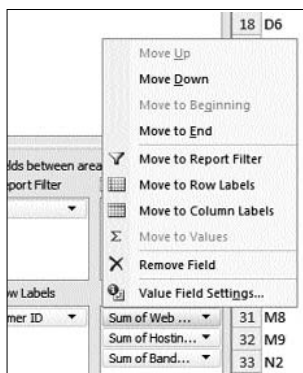 18 D6
Move Up
Move Down
Move to Beginning
Move to End
lds between area
port Filter
Move to Report Filter
Move to Row Labels
Move to Column Labels
Σ Move to Values
Remove Field
Value Field Settings...
w Labels
mer ID
Sum of Web ...
31 M8
Sum of Hostin...
32 M9
Sum of Band...
33 N2